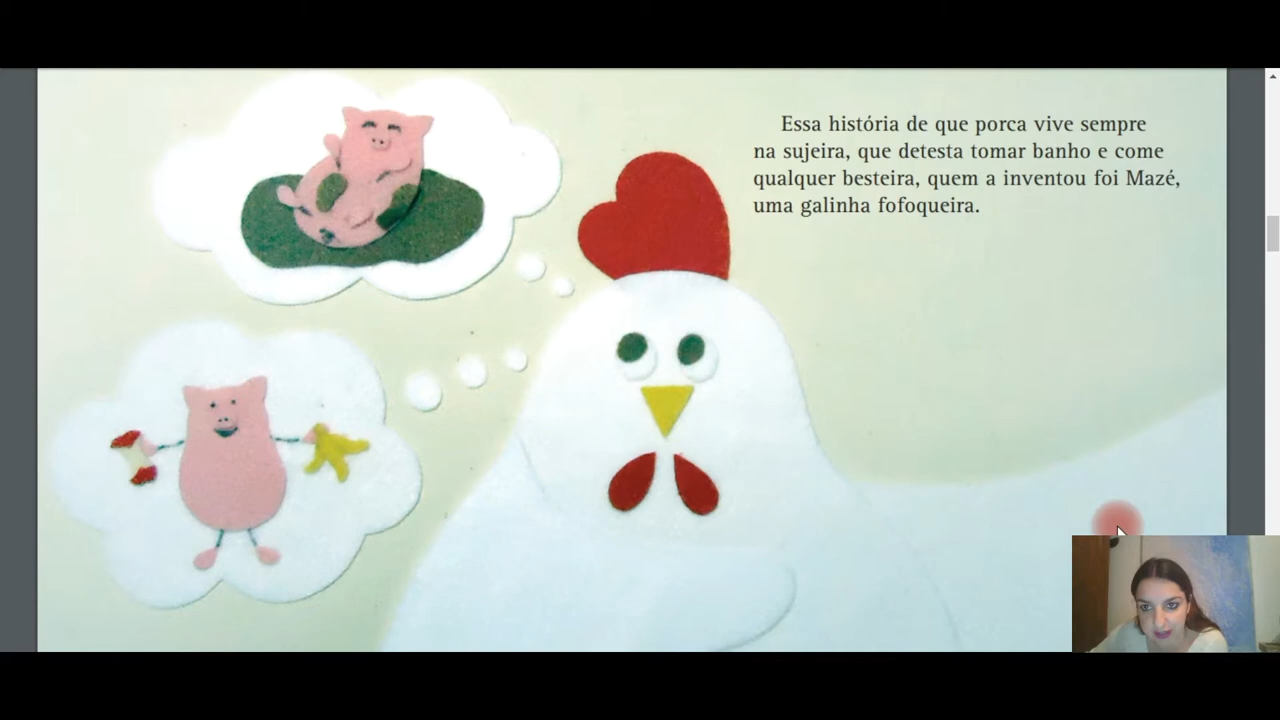 Essa história de que porca vive sempre
na sujeira, que detesta tomar banho e come
qualquer besteira, quem a inventou foi Mazé,
uma galinha fofoqueira.